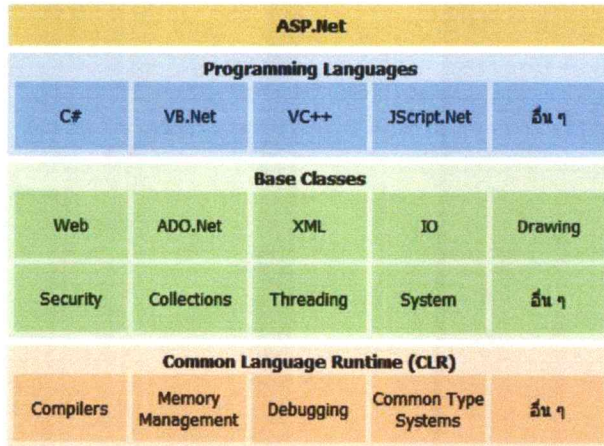 ASP.Net
Programming Languages
C# VB.Net VC++ JScript.Net อื่น ๆ
Base Classes
Web ADO.Net XML IO Drawing
Security Collections Threading System อื่น ๆ
Common Language Runtime (CLR)
Compilers Memory Management Debugging Common Type Systems อื่น ๆ